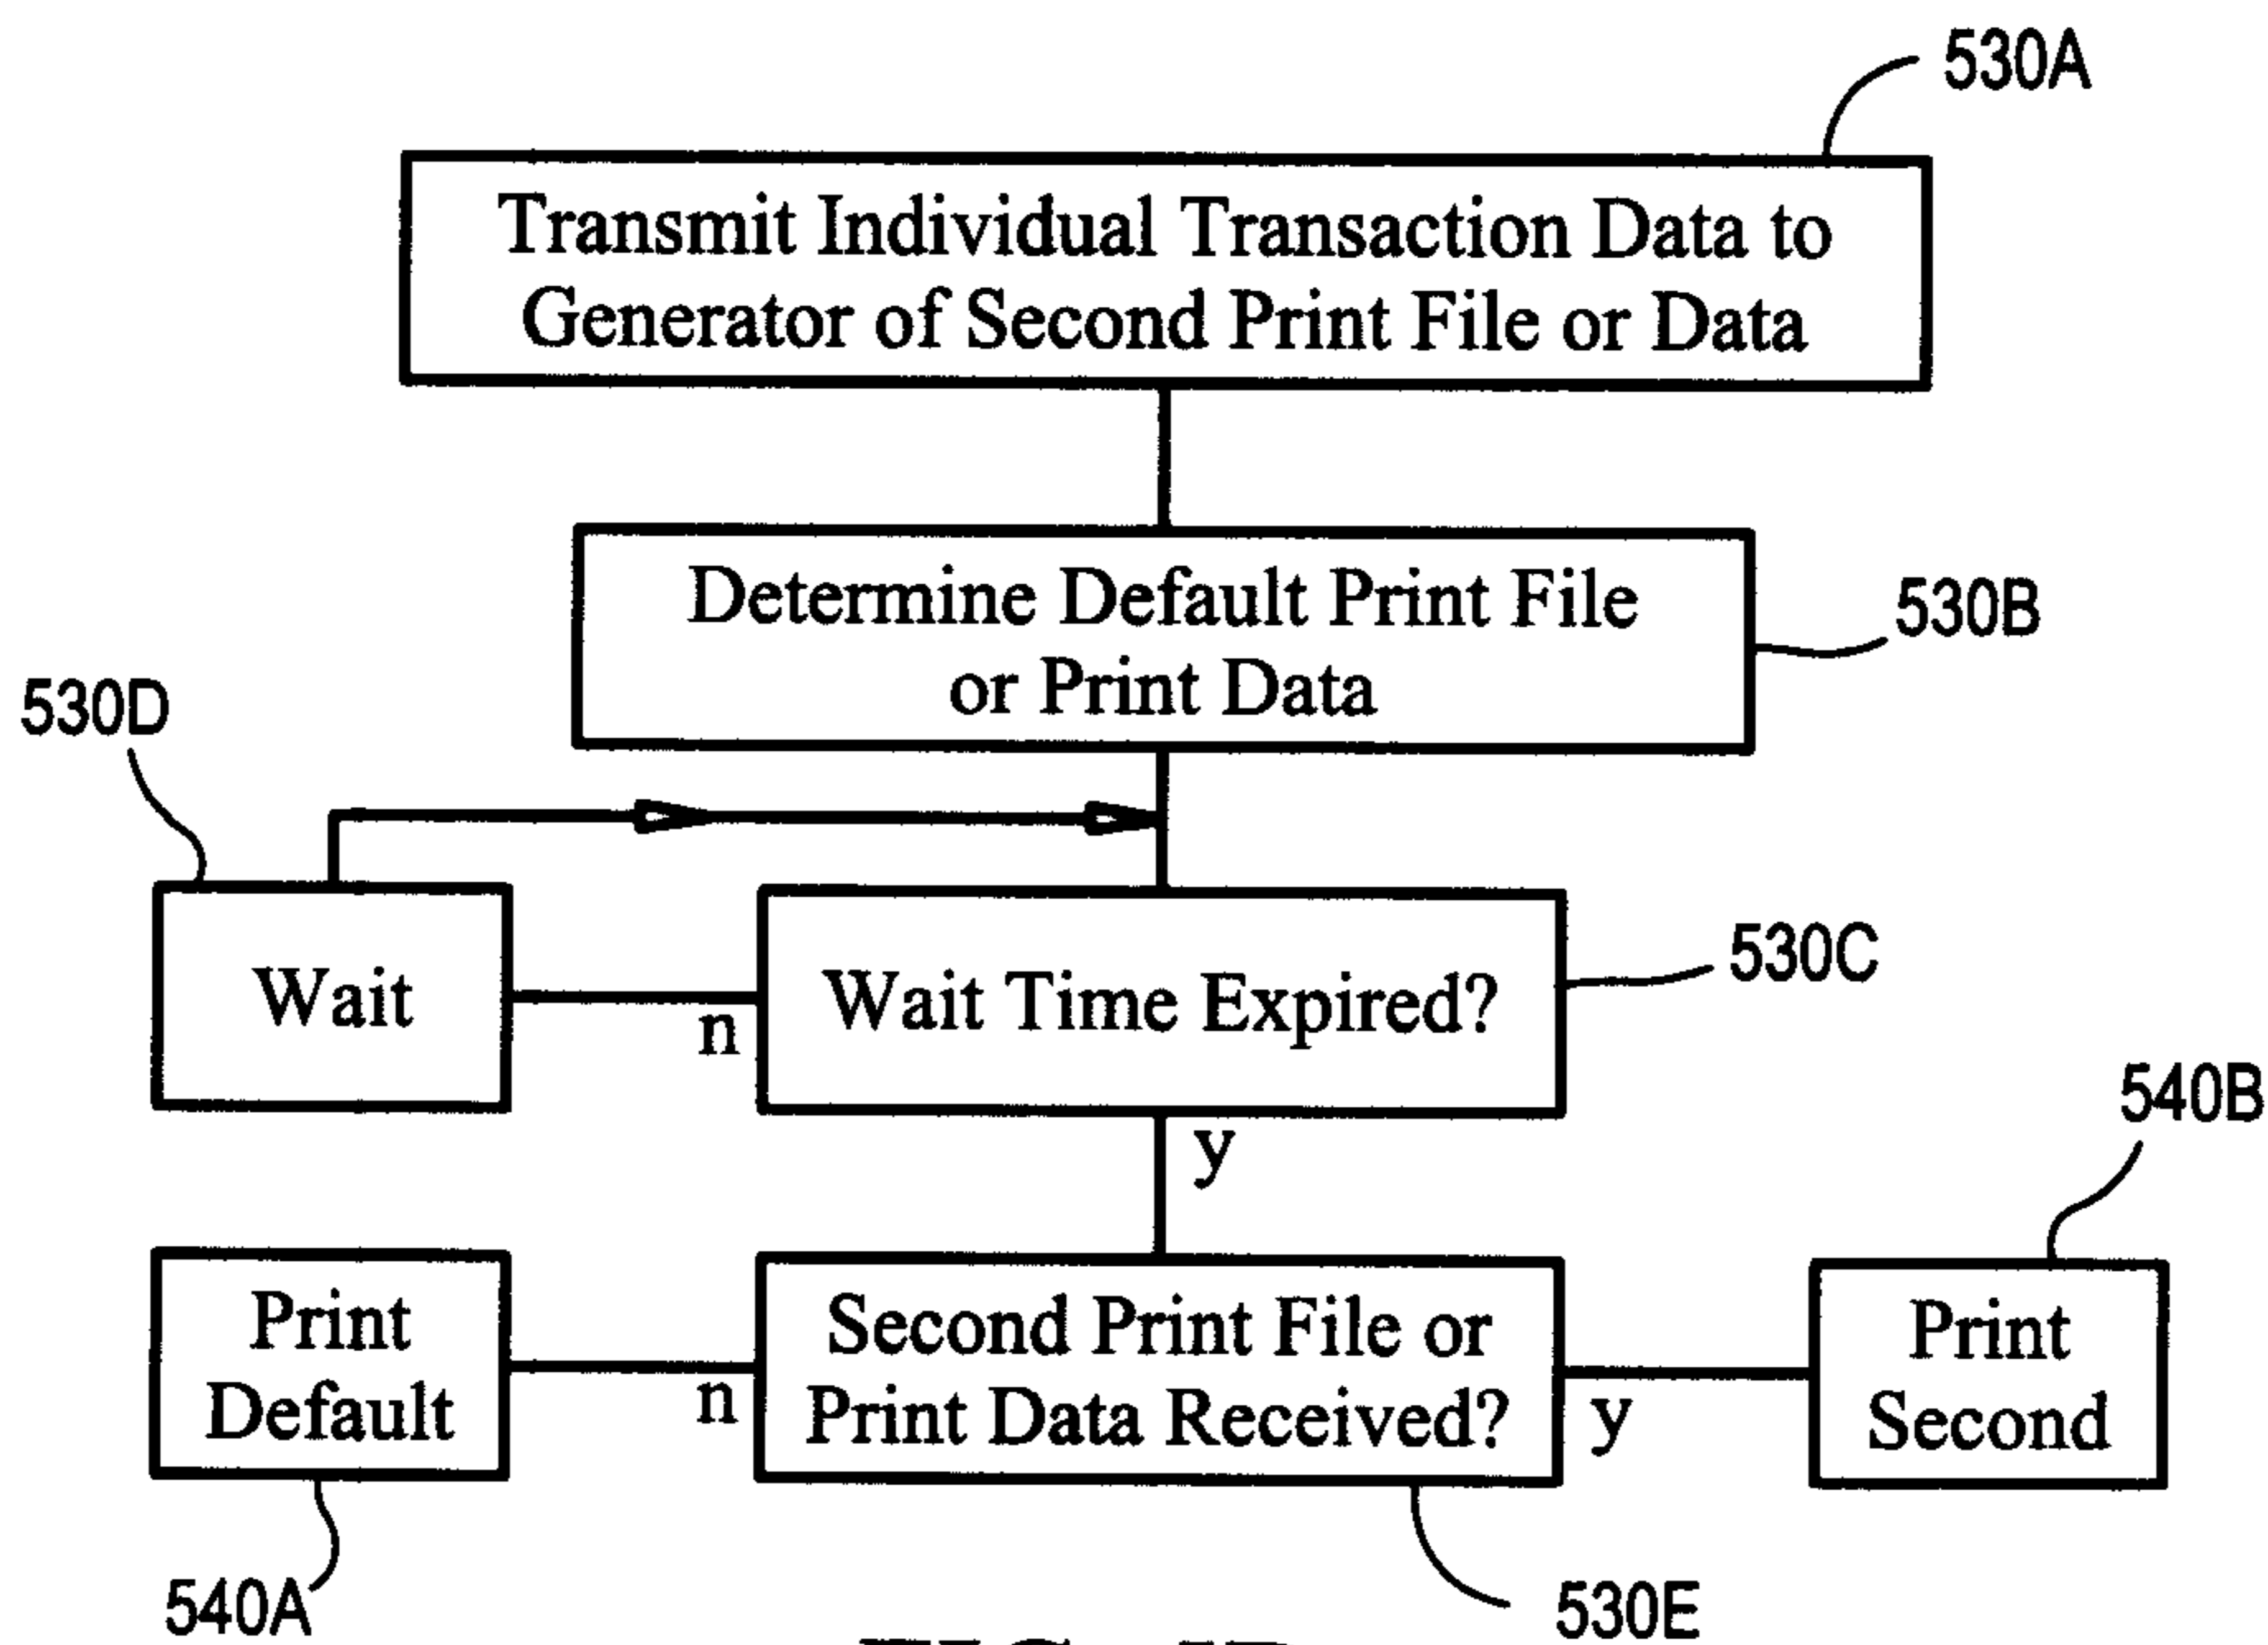 530A
Transmit Individual Transaction Data to
Generator of Second Print File or Data
Determine Default Print File
or Print Data
530B
530D
Wait
n
Wait Time Expired?
530C
y
540B
Print
Default
n
Second Print File or
Print Data Received?
y
Print
Second
540A
530E